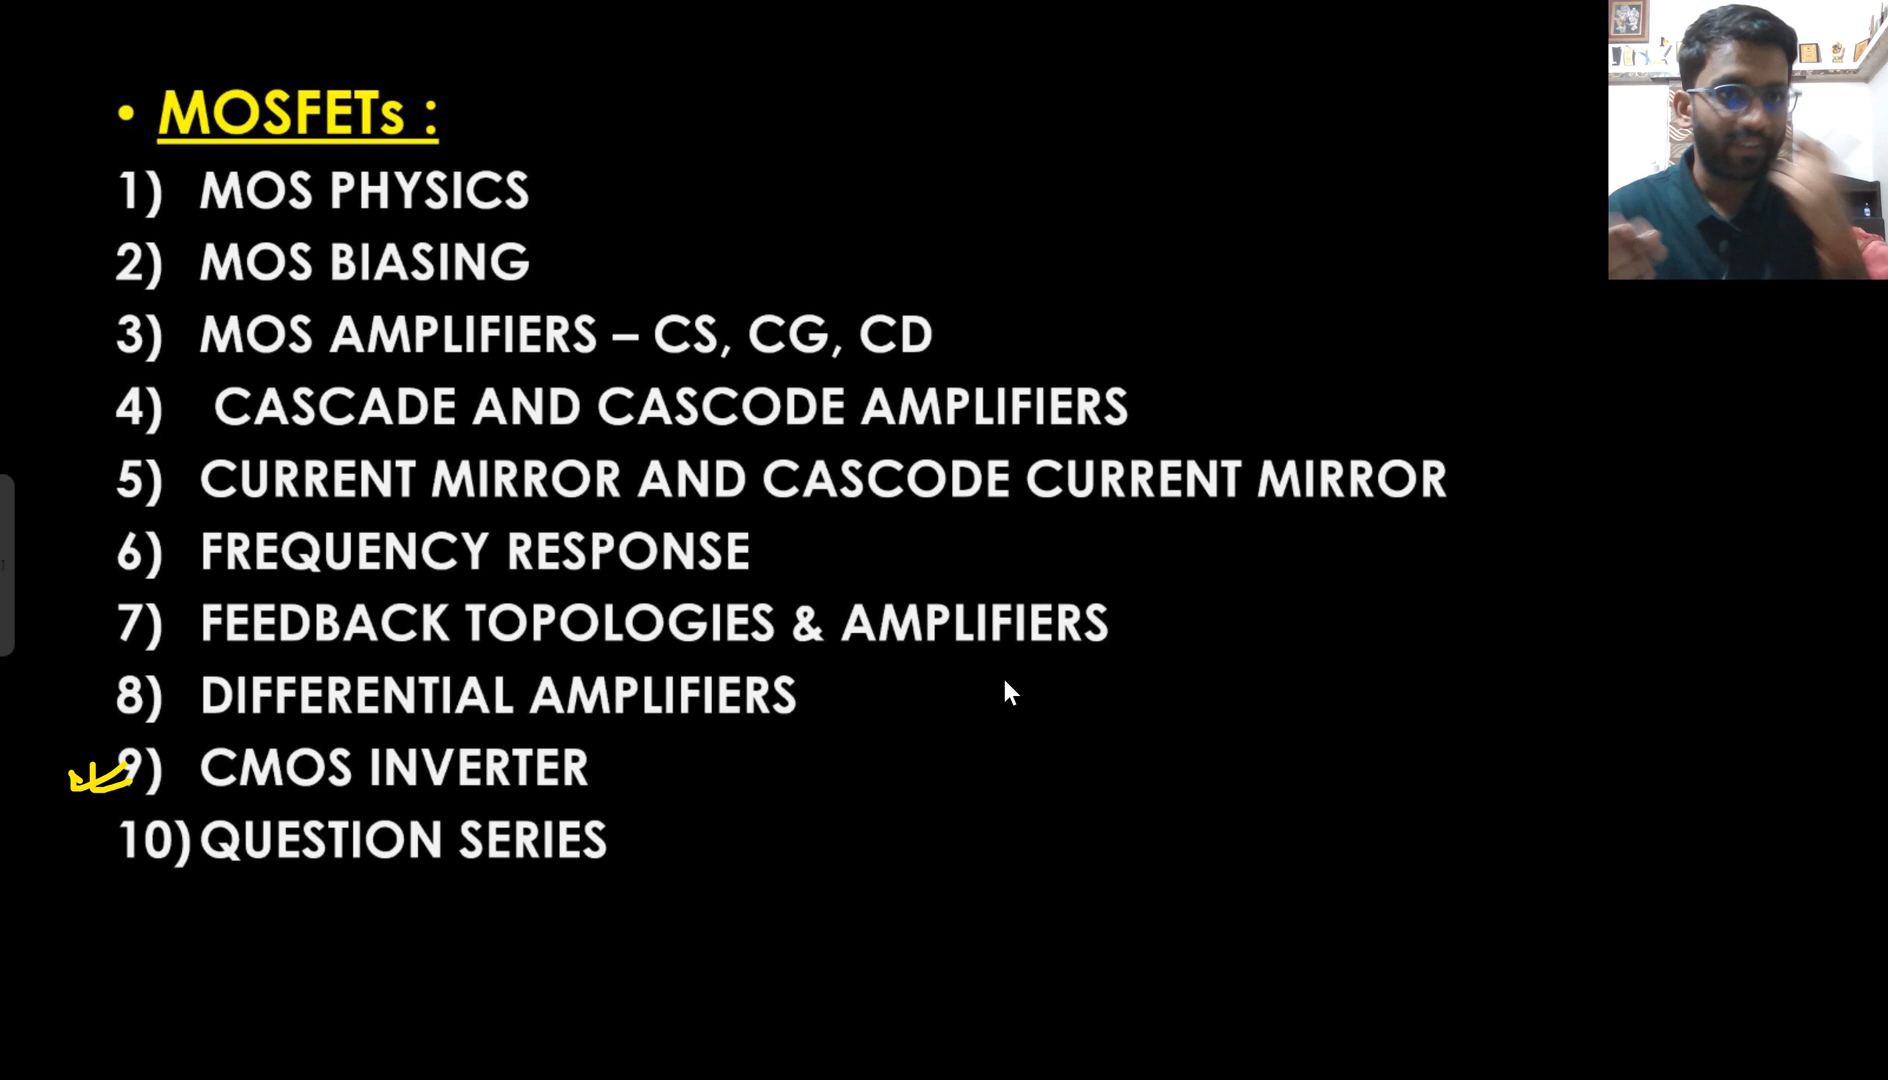 • MOSFETs :
1) MOS PHYSICS
2) MOS BIASING
3) MOS AMPLIFIERS – CS, CG, CD
4) CASCADE AND CASCODE AMPLIFIERS
5) CURRENT MIRROR AND CASCODE CURRENT MIRROR
6) FREQUENCY RESPONSE
7) FEEDBACK TOPOLOGIES & AMPLIFIERS
8) DIFFERENTIAL AMPLIFIERS
9) CMOS INVERTER
10) QUESTION SERIES